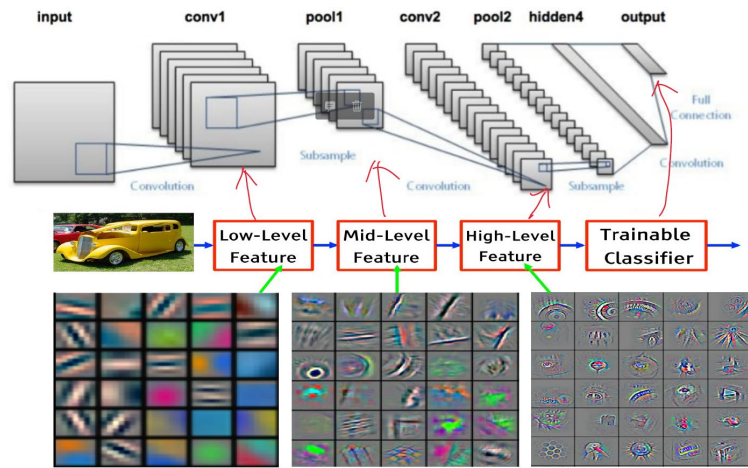 input
conv1
pool1
conv2
pool2
hidden4
output
Full
Connection
Subsample
Convolution
Convolution
Subsample
Convolution
Low-Level
Feature
Mid-Level
Feature
High-Level
Feature
Trainable
Classifier